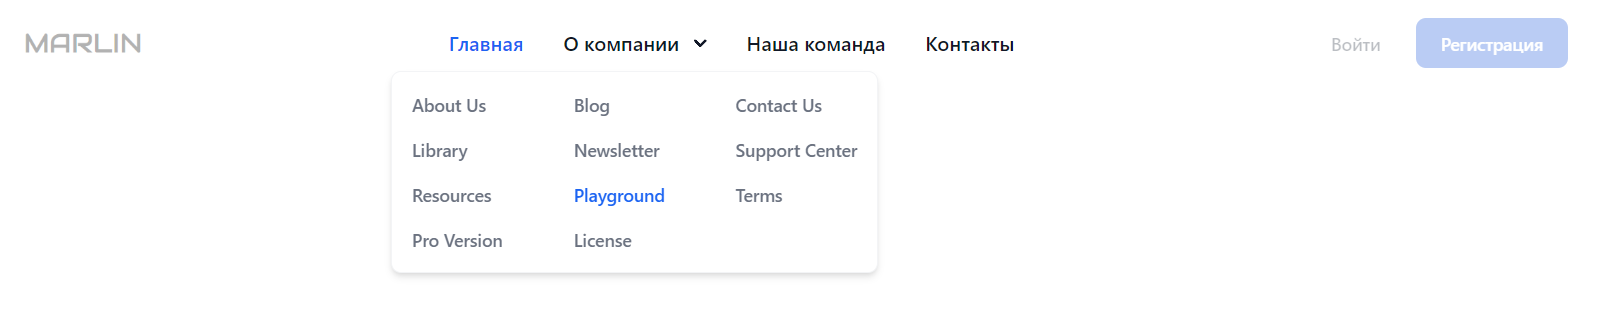 MARLIN
Главная О компании Наша команда Контакты
Войти Регистрация
About Us Blog Contact Us
Library Newsletter Support Center
Resources Playground Terms
Pro Version License